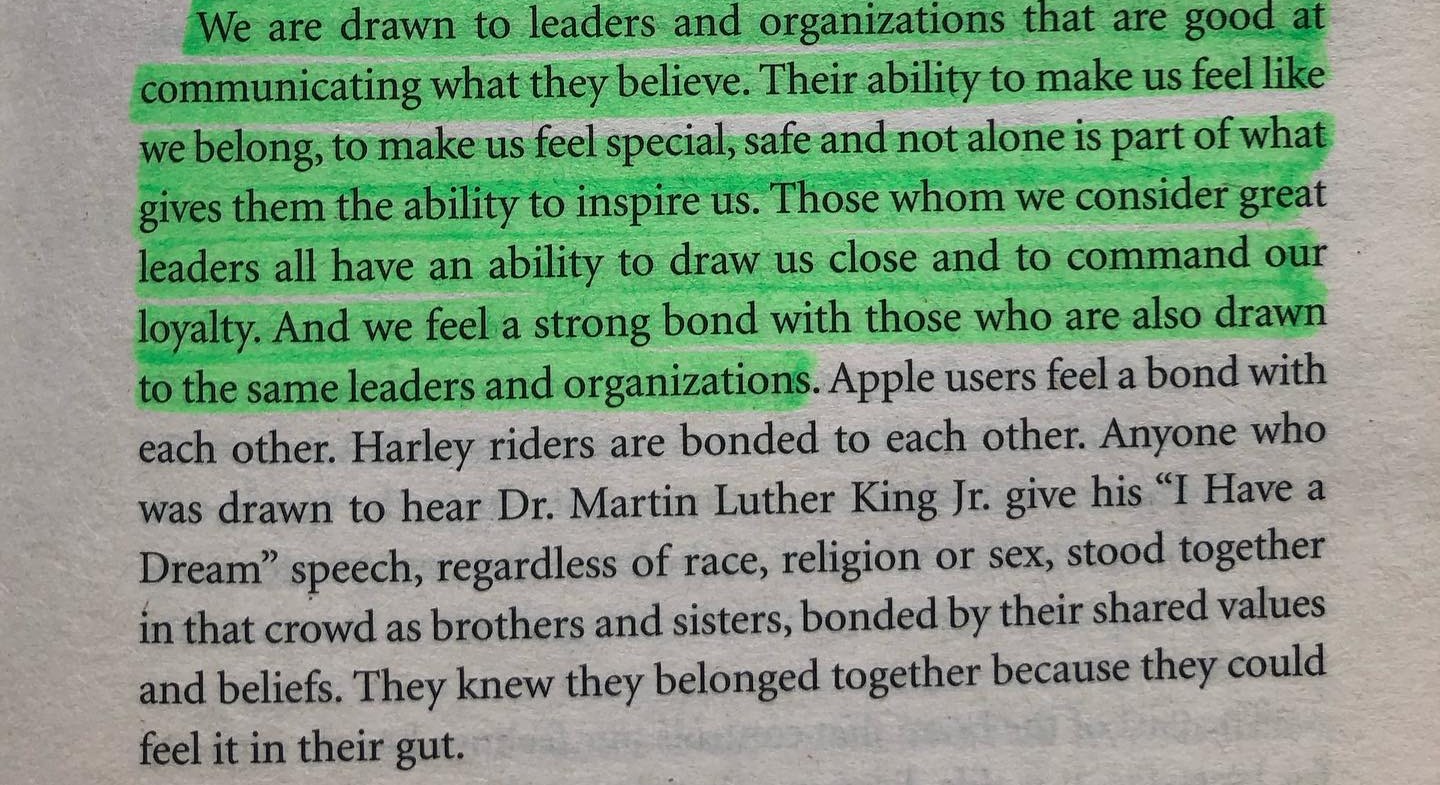 We are drawn to leaders and organizations that are good at
communicating what they believe. Their ability to make us feel like
we belong, to make us feel special, safe and not alone is part of what
gives them the ability to inspire us. Those whom we consider great
leaders all have an ability to draw us close and to command our
loyalty. And we feel a strong bond with those who are also drawn
to the same leaders and organizations. Apple users feel a bond with
each other. Harley riders are bonded to each other. Anyone who
was drawn to hear Dr. Martin Luther King Jr. give his “I Have a
Dream” speech, regardless of race, religion or sex, stood together
in that crowd as brothers and sisters, bonded by their shared values
and beliefs. They knew they belonged together because they could
feel it in their gut.